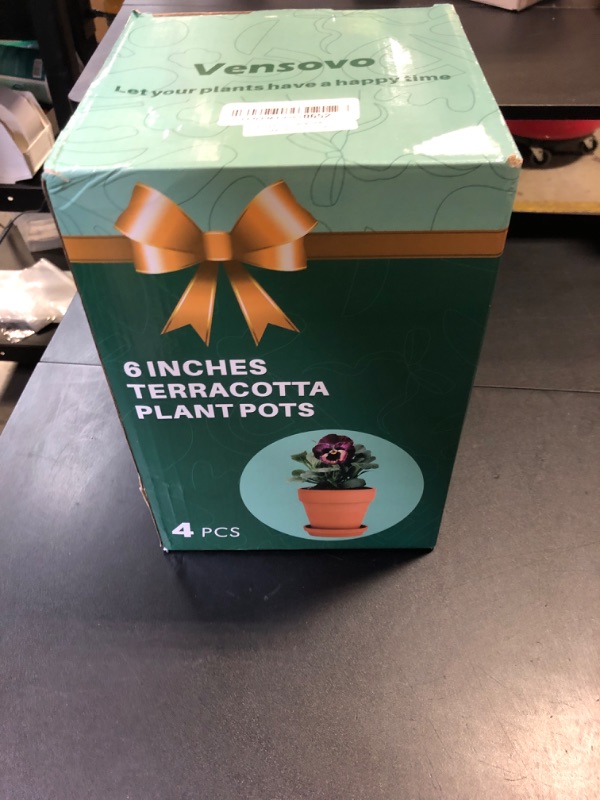 Vensovo
Let your plants have a happy time
6 INCHES
TERRACOTTA
PLANT POTS
4 PCS